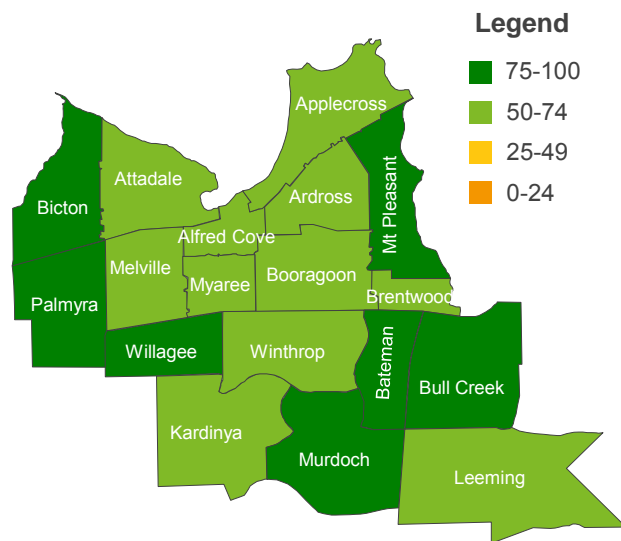 Legend
75-100
50-74
25-49
0-24
Applecross
Attadale
Ardross
Mt Pleasant
Bicton
Alfred Cove
Melville
Myaree
Booragoon
Brentwood
Palmyra
Willagee
Winthrop
Bateman
Bull Creek
Kardinya
Murdoch
Leeming